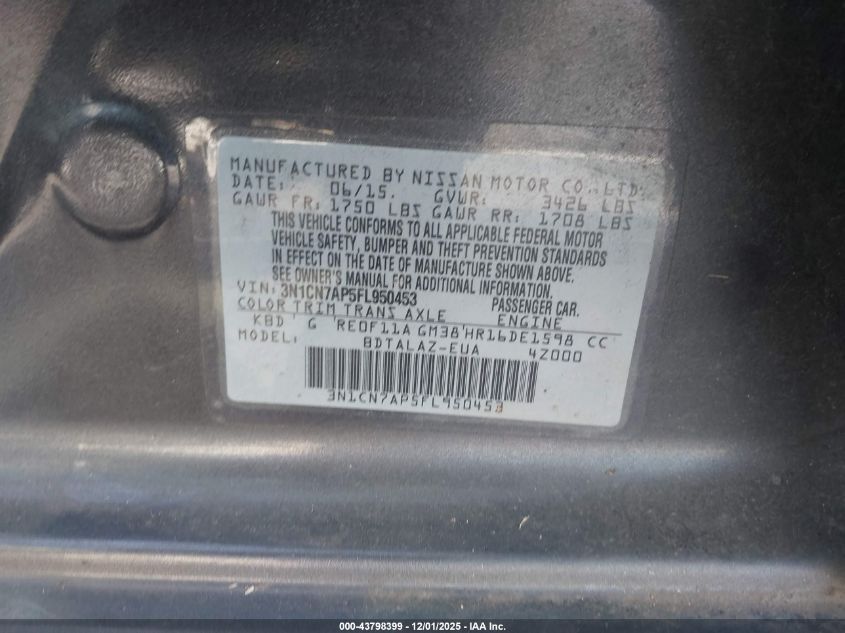 MANUFACTURED BY NISSAN MOTOR CO., LTD.
DATE: 06/15. GVWR: 3426 LBS
GAWR FR: 1750 LBS GAWR RR: 1708 LBS
THIS VEHICLE CONFORMS TO ALL APPLICABLE FEDERAL MOTOR
VEHICLE SAFETY, BUMPER AND THEFT PREVENTION STANDARDS
IN EFFECT ON THE DATE OF MANUFACTURE SHOWN ABOVE.
SEE OWNER'S MANUAL FOR ADDITIONAL INFORMATION.
VIN: 3N1CN7AP5FL950453 PASSENGER CAR.
COLOR TRIM TRANS AXLE ENGINE
KBD G RE0F11A GM38 HR16DE1598 CC
MODEL: BDTALAZ-EUA 4Z000
3N1CN7AP5FL950453
000-43798399 - 12/01/2025 - IAA Inc.